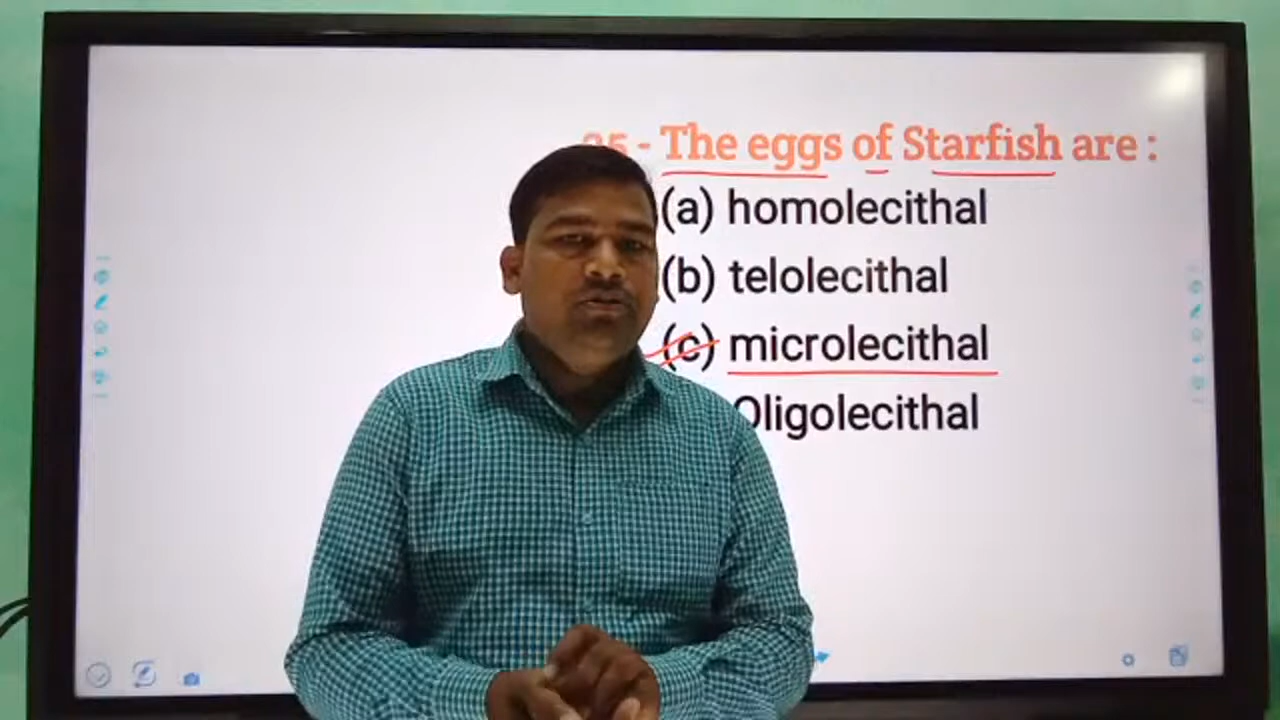 - The eggs of Starfish are :
(a) homolecithal
(b) telolecithal
(c) microlecithal
Oligolecithal